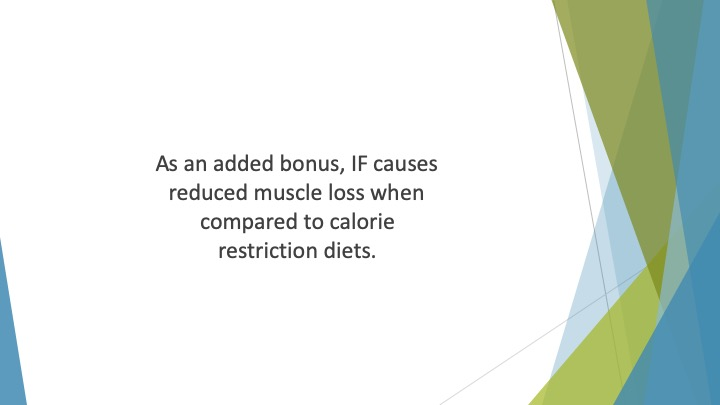 As an added bonus, IF causes
reduced muscle loss when
compared to calorie
restriction diets.